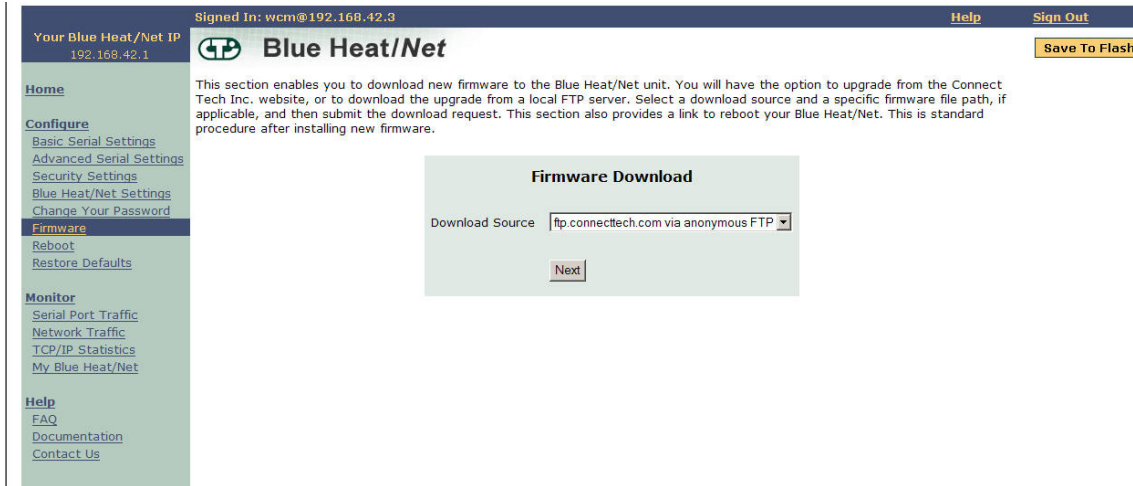 Signed In: wcm@192.168.42.3
Help
Sign Out
Your Blue Heat/Net IP
192.168.42.1
CTP Blue Heat/Net
Save To Flash
Home
Configure
Basic Serial Settings
Advanced Serial Settings
Security Settings
Blue Heat/Net Settings
Change Your Password
Firmware
Reboot
Restore Defaults
Monitor
Serial Port Traffic
Network Traffic
TCP/IP Statistics
My Blue Heat/Net
Help
FAQ
Documentation
Contact Us
This section enables you to download new firmware to the Blue Heat/Net unit. You will have the option to upgrade from the Connect
Tech Inc. website, or to download the upgrade from a local FTP server. Select a download source and a specific firmware file path, if
applicable, and then submit the download request. This section also provides a link to reboot your Blue Heat/Net. This is standard
procedure after installing new firmware.
Firmware Download
Download Source ftp.connecttech.com via anonymous FTP
Next